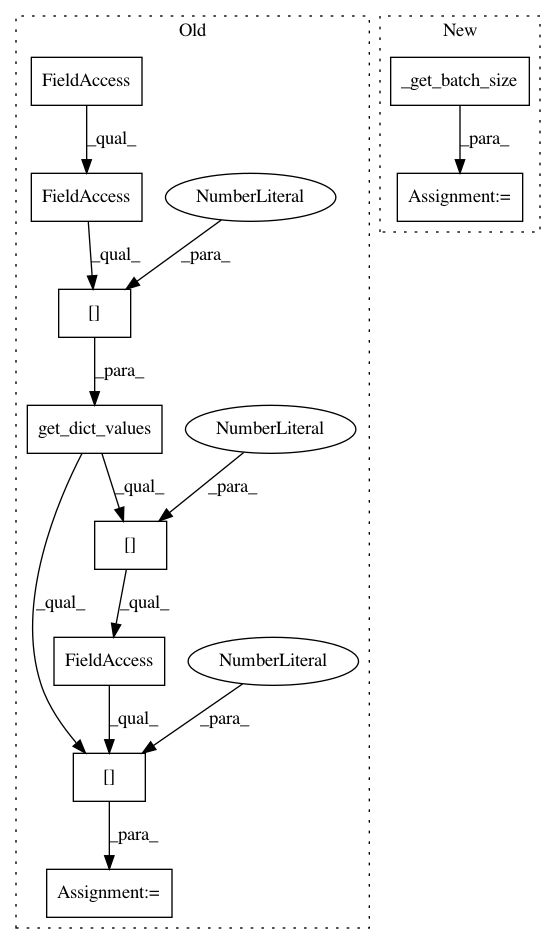 Old
New
FieldAccess
_get_batch_size
_qual_
_para_
FieldAccess
NumberLiteral
Assignment:=
_qual_
_para_
[]
_para_
get_dict_values
NumberLiteral
_qual_
_para_
[]
_qual_
_qual_
FieldAccess
NumberLiteral
_qual_
_para_
[]
_para_
Assignment:=